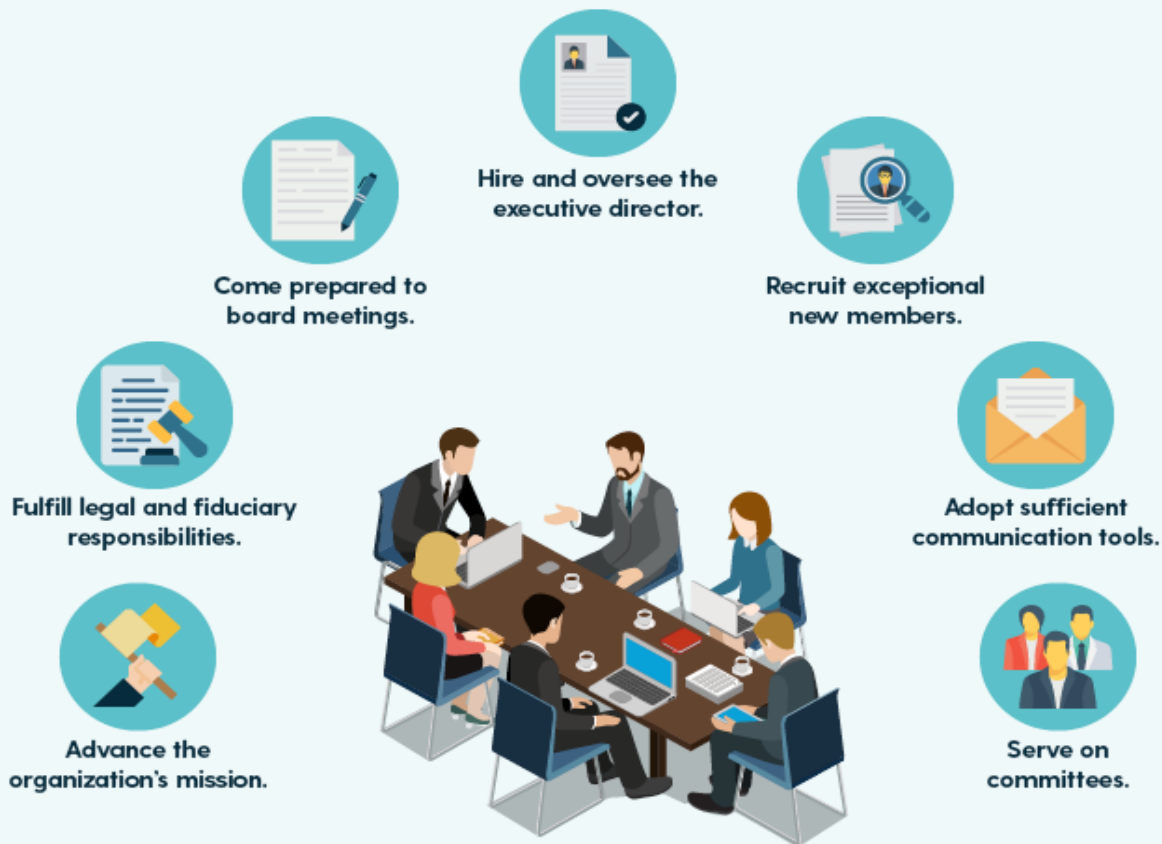 Hire and oversee the
executive director.
Come prepared to
board meetings.
Recruit exceptional
new members.
Fulfill legal and fiduciary
responsibilities.
Adopt sufficient
communication tools.
Advance the
organization's mission.
Serve on
committees.